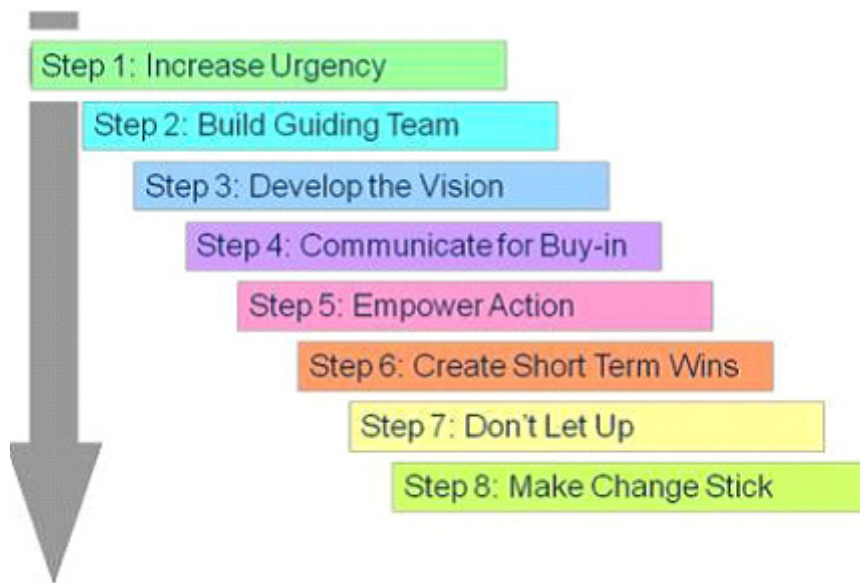 Step 1: Increase Urgency
Step 2: Build Guiding Team
Step 3: Develop the Vision
Step 4: Communicate for Buy-in
Step 5: Empower Action
Step 6: Create Short Term Wins
Step 7: Don't Let Up
Step 8: Make Change Stick